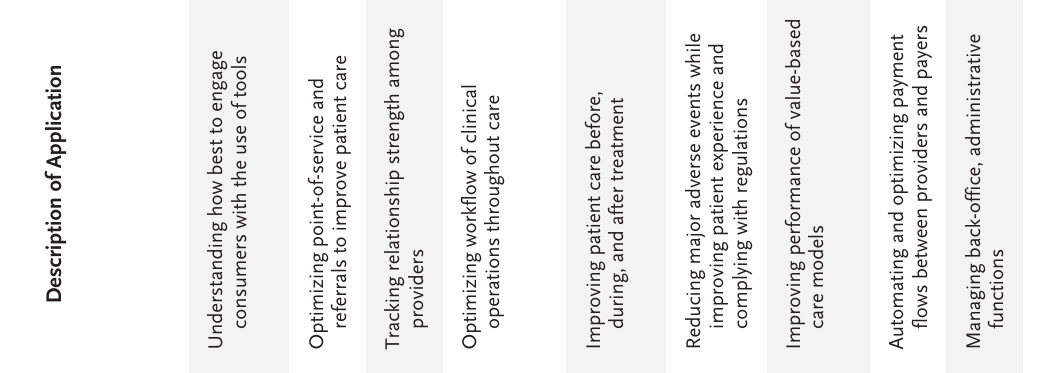 Description of Application
Understanding how best to engage
consumers with the use of tools
Optimizing point-of-service and
referrals to improve patient care
Tracking relationship strength among
providers
Optimizing workflow of clinical
operations throughout care
Improving patient care before,
during, and after treatment
Reducing major adverse events while
improving patient experience and
complying with regulations
Improving performance of value-based
care models
Automating and optimizing payment
flows between providers and payers
Managing back-office, administrative
functions